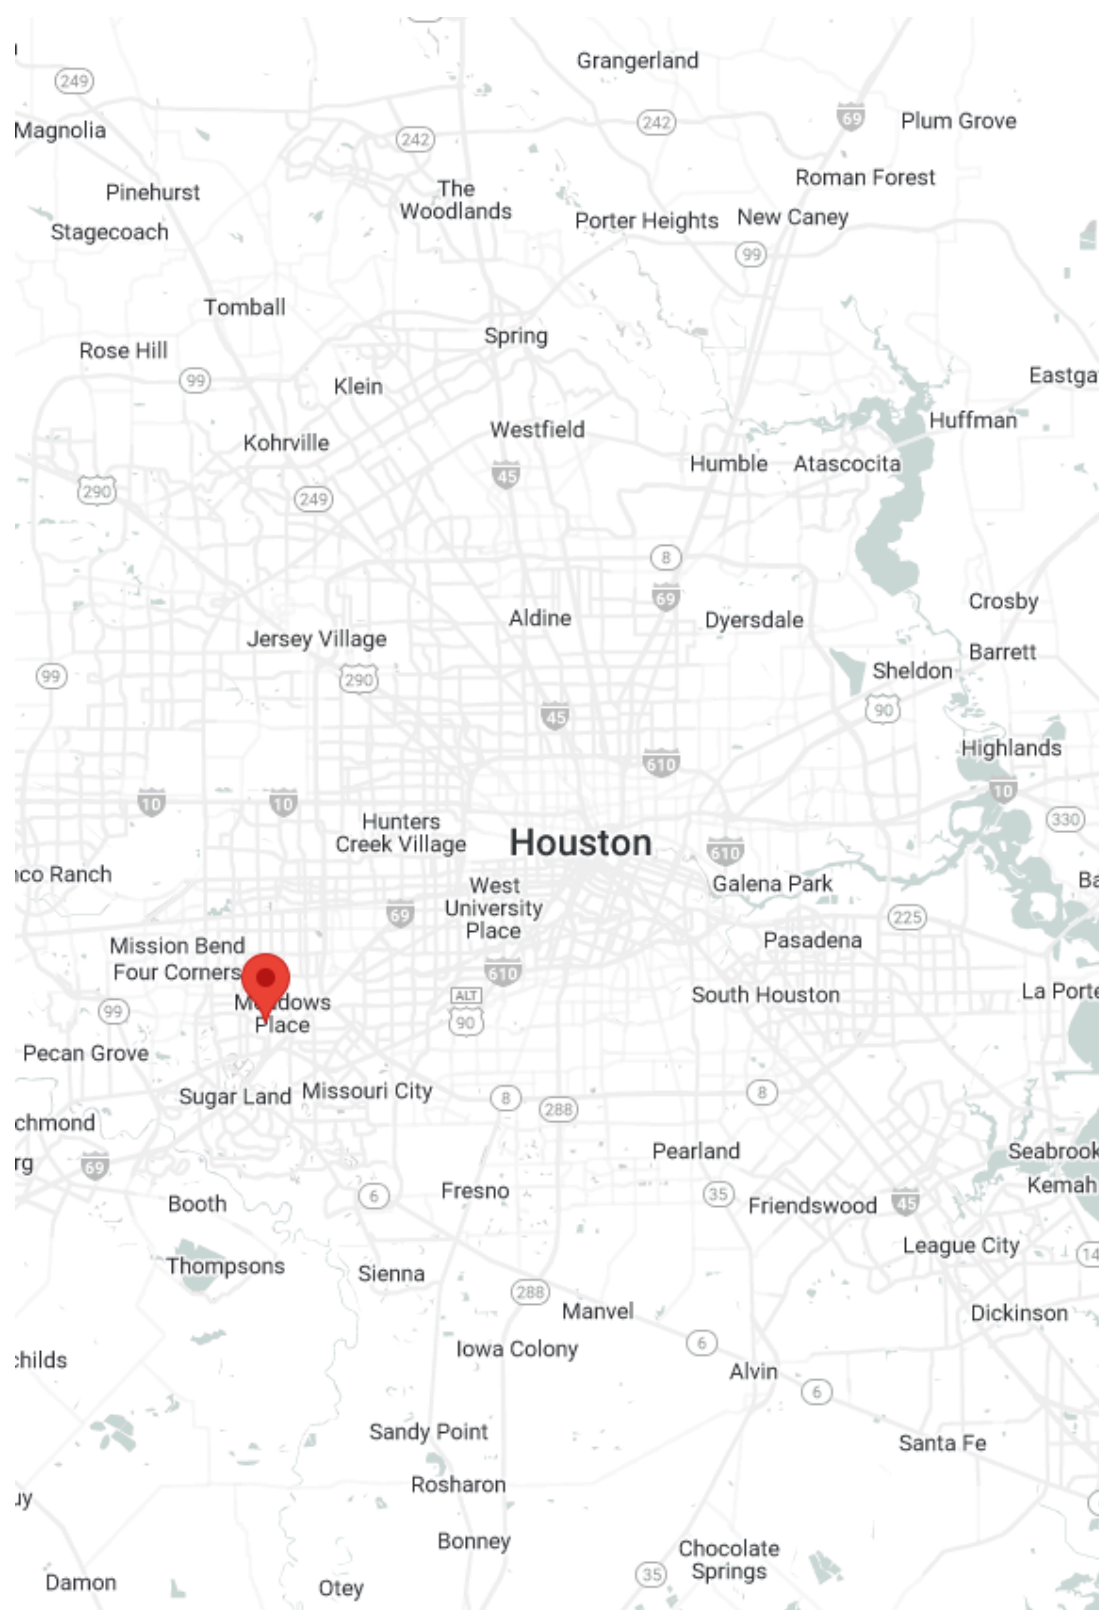 Grangerland
249
Magnolia
242
242
69
Plum Grove
Pinehurst
The
Woodlands
Roman Forest
Stagecoach
Porter Heights
New Caney
99
Tomball
Spring
Rose Hill
99
Klein
Eastga
Huffman
Westfield
Kohrville
Humble
Atascocita
45
290
249
8
69
Crosby
Aldine
Dyersdale
Jersey Village
Barrett
Sheldon
99
290
90
45
Highlands
610
10
10
10
330
Hunters
Creek Village
Houston
610
nco Ranch
Galena Park
Ba
West
University
Place
69
225
Mission Bend
Pasadena
Four Corners
610
South Houston
La Porte
Meadows
Place
99
ALT
90
Pecan Grove
Sugar Land
Missouri City
8
288
8
chmond
Pearland
Seabrook
rg
69
Kemah
6
Fresno
35
Booth
Friendswood
45
League City
14
Thompsons
Sienna
288
Manvel
Dickinson
6
Iowa Colony
childs
Alvin
6
Sandy Point
Santa Fe
Rosharon
uy
Bonney
Chocolate
Springs
35
Damon
Otey